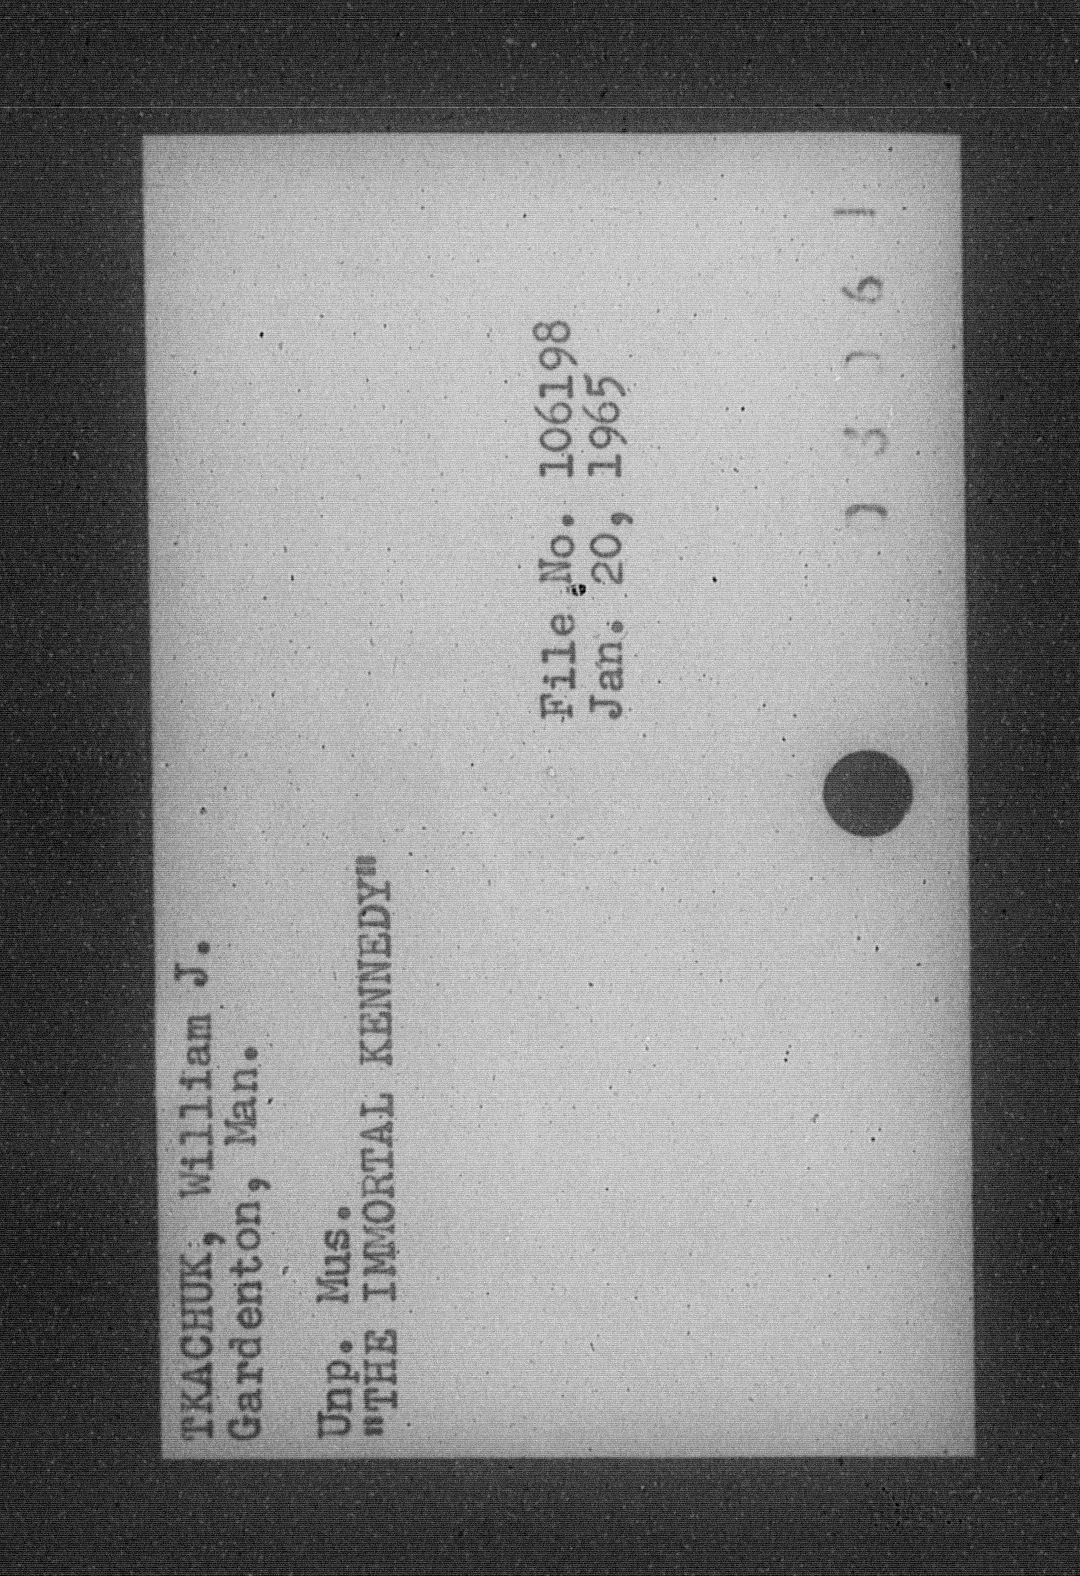 TKACHUK, William J.
Gardenton, Man.
Unp. Mus.
"THE IMMORTAL KENNEDY"
File No. 106198
Jan. 20, 1965